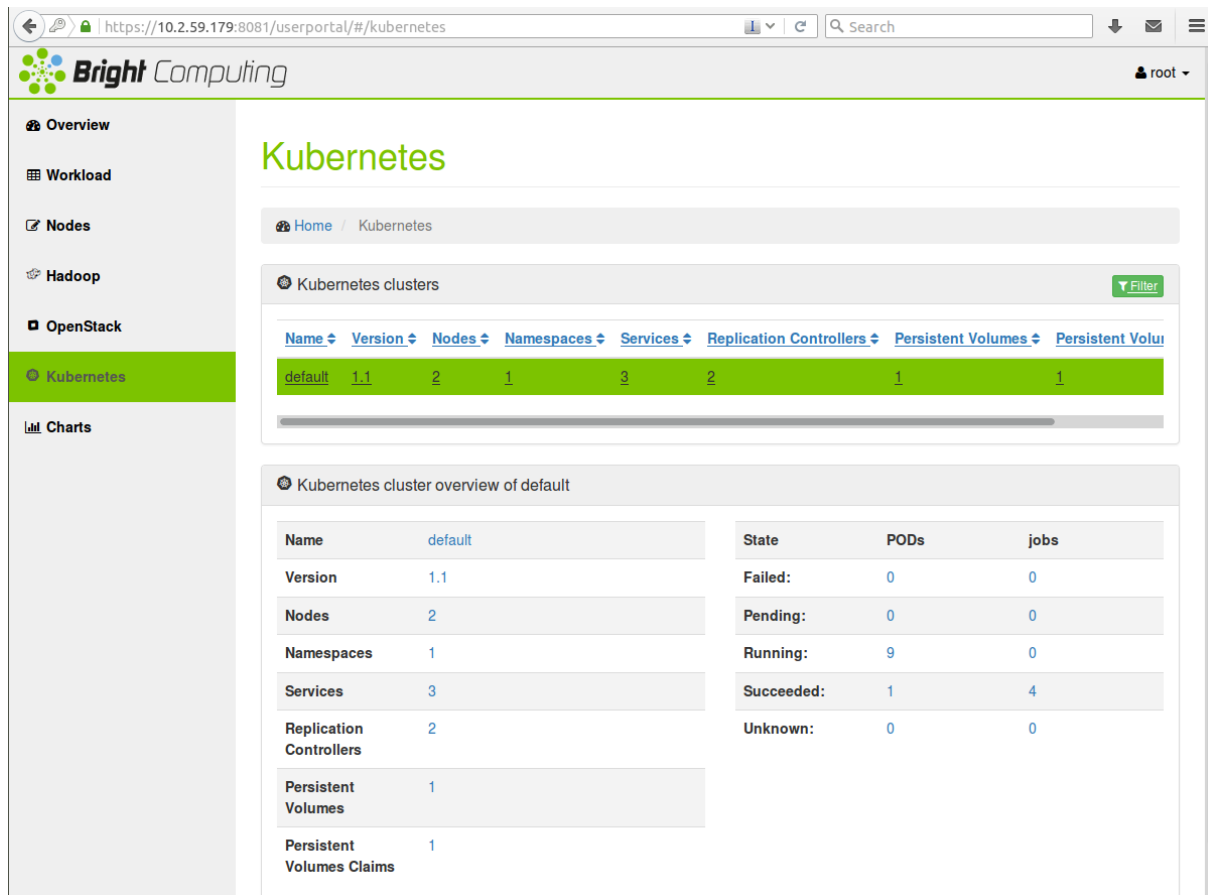 https://10.2.59.179:8081/userportal/#/kubernetes
Search
Bright Computing
root
Overview
Workload
Nodes
Hadoop
OpenStack
Kubernetes
Charts
Kubernetes
Home / Kubernetes
Kubernetes clusters
Filter
Name Version Nodes Namespaces Services Replication Controllers Persistent Volumes Persistent Volur
default 1.1 2 1 3 2 1 1
Kubernetes cluster overview of default
Name default
Version 1.1
Nodes 2
Namespaces 1
Services 3
Replication
Controllers 2
Persistent
Volumes 1
Persistent
Volumes Claims 1
State PODs jobs
Failed: 0 0
Pending: 0 0
Running: 9 0
Succeeded: 1 4
Unknown: 0 0